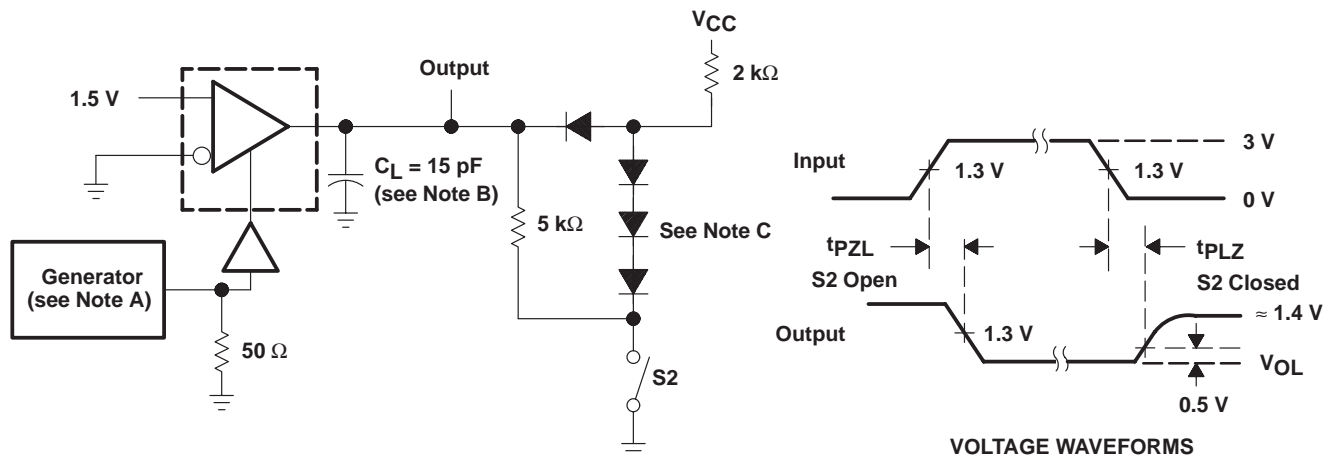 VCC
2 kΩ
Output
1.5 V
CL = 15 pF
(see Note B)
5 kΩ
See Note C
Generator
(see Note A)
50 Ω
S2
Input
3 V
1.3 V
1.3 V
0 V
tPZL
tPLZ
S2 Open
S2 Closed
≈ 1.4 V
Output
1.3 V
VOL
0.5 V
VOLTAGE WAVEFORMS